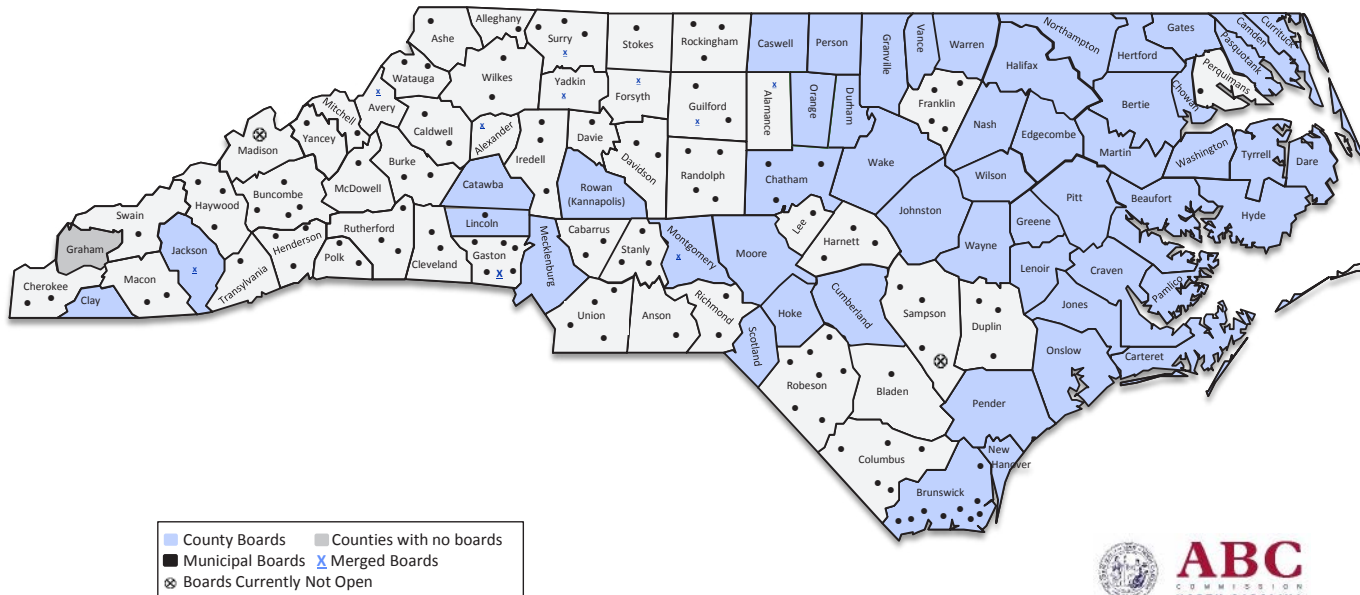 Alleghany
Ashe
Surry
x
Stokes
Rockingham
Caswell
Person
Granville
Vance
Warren
Northampton
Gates
Camden
Currituck
Pasquotank
Hertford
Halifax
Perquimans
Chowan
Watauga
Wilkes
Yadkin
x
x
Forsyth
Guilford
x
x
Alamance
Orange
Durham
Franklin
Nash
Edgecombe
Bertie
Mitchell
x
Avery
Caldwell
x
Alexander
Iredell
Davie
Davidson
Randolph
Chatham
Wake
Wilson
Martin
Washington
Tyrrell
Dare
Madison
Yancey
McDowell
Burke
Catawba
Rowan
(Kannapolis)
Johnston
Greene
Pitt
Beaufort
Hyde
Swain
Haywood
Buncombe
Rutherford
Lincoln
Cabarrus
Stanly
Montgomery
x
Moore
Lee
Harnett
Wayne
Lenoir
Craven
Pamlico
Graham
Jackson
x
Transylvania
Henderson
Polk
Cleveland
Gaston
X
Mecklenburg
Cherokee
Clay
Macon
Union
Anson
Richmond
Scotland
Hoke
Cumberland
Sampson
Duplin
Jones
Onslow
Carteret
Robeson
Bladen
Pender
Columbus
New
Hanover
Brunswick
County Boards Counties with no boards
Municipal Boards X Merged Boards
Boards Currently Not Open
ABC
COMMISSION